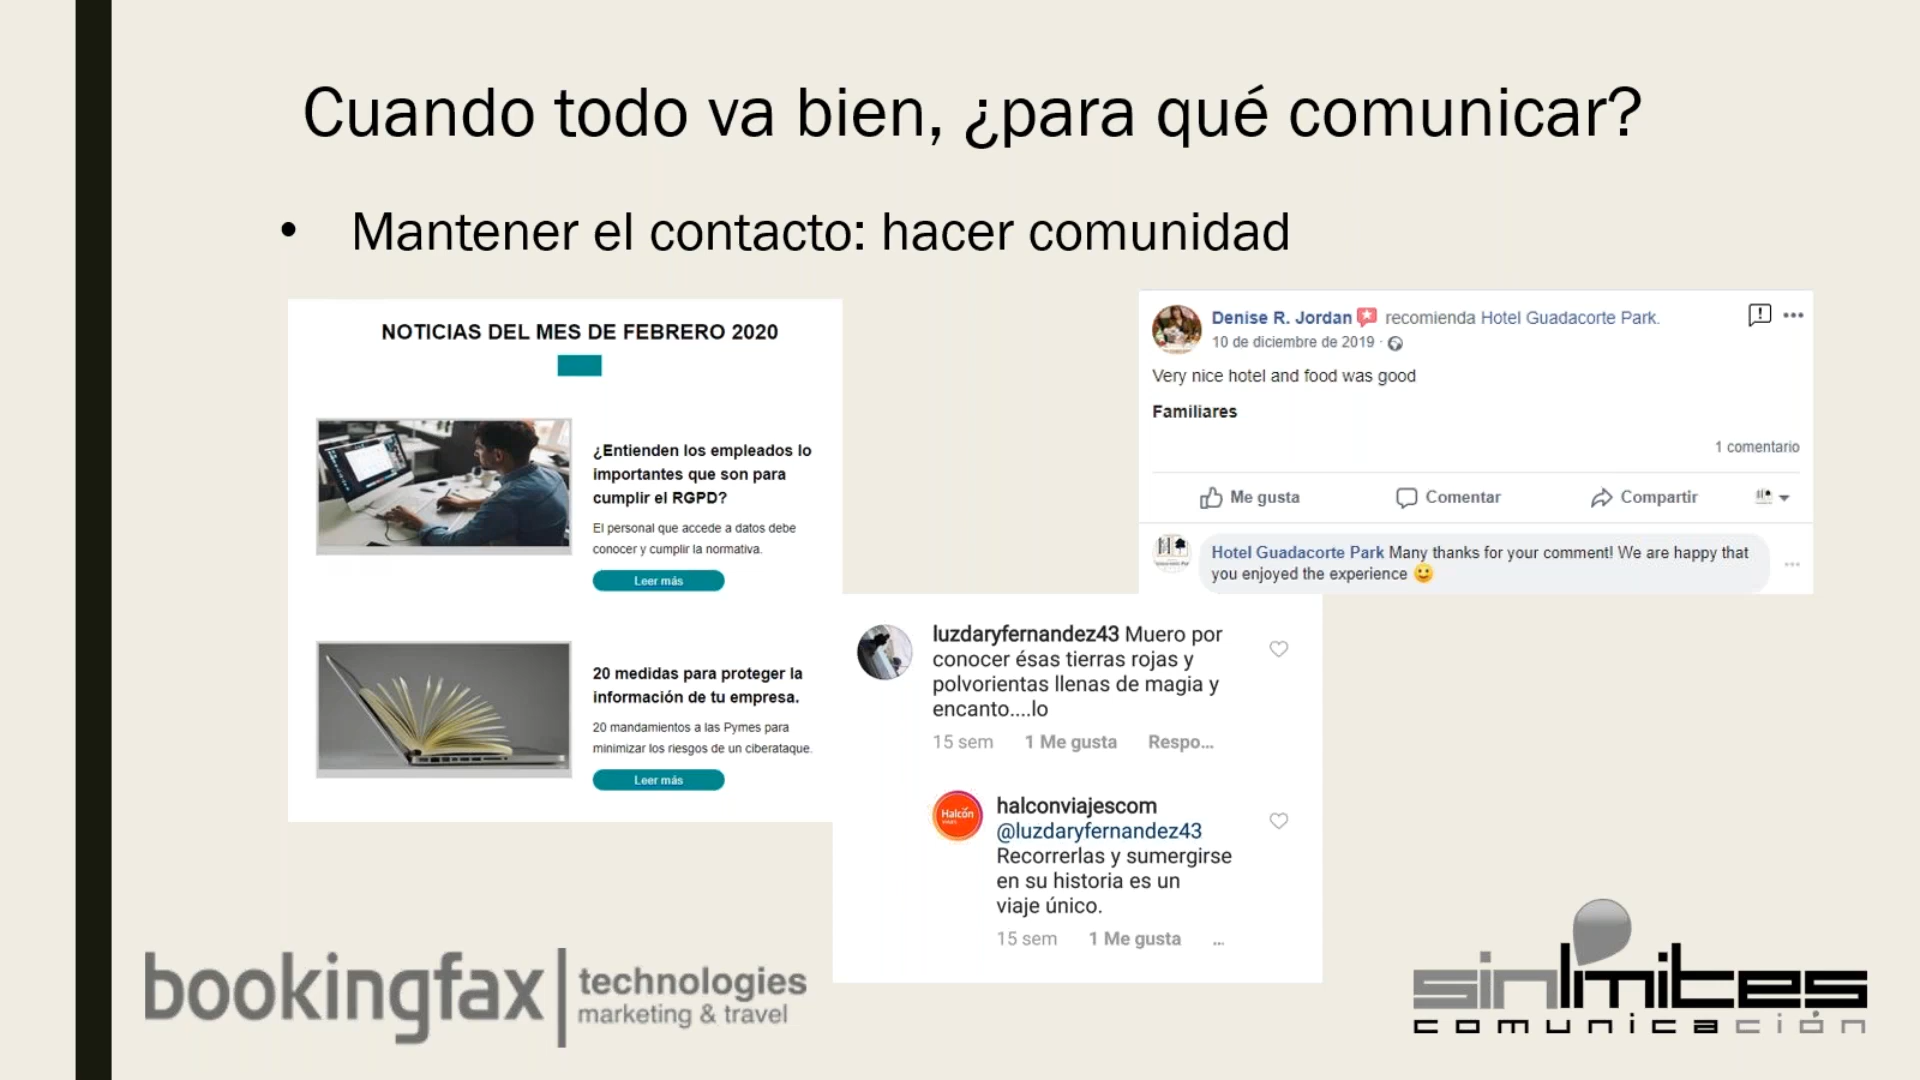 Cuando todo va bien, ¿para qué comunicar?
• Mantener el contacto: hacer comunidad
NOTICIAS DEL MES DE FEBRERO 2020
¿Entienden los empleados lo
importantes que son para
cumplir el RGPD?
El personal que accede a datos debe
conocer y cumplir la normativa.
Leer más
20 medidas para proteger la
información de tu empresa.
20 mandamientos a las Pymes para
minimizar los riesgos de un ciberataque.
Leer más
Denise R. Jordan recomienda Hotel Guadacorte Park.
10 de diciembre de 2019 ·
Very nice hotel and food was good
Familiares
1 comentario
Me gusta Comentar Compartir
Hotel Guadacorte Park Many thanks for your comment! We are happy that
you enjoyed the experience 🙂
luzdaryfernandez43 Muero por
conocer ésas tierras rojas y
polvorientas llenas de magia y
encanto....lo
15 sem 1 Me gusta Respo...
Halcón
halconviajescom
@luzdaryfernandez43
Recorrerlas y sumergirse
en su historia es un
viaje único.
15 sem 1 Me gusta ...
bookingfax technologies
marketing & travel
sinlimites
comunicación